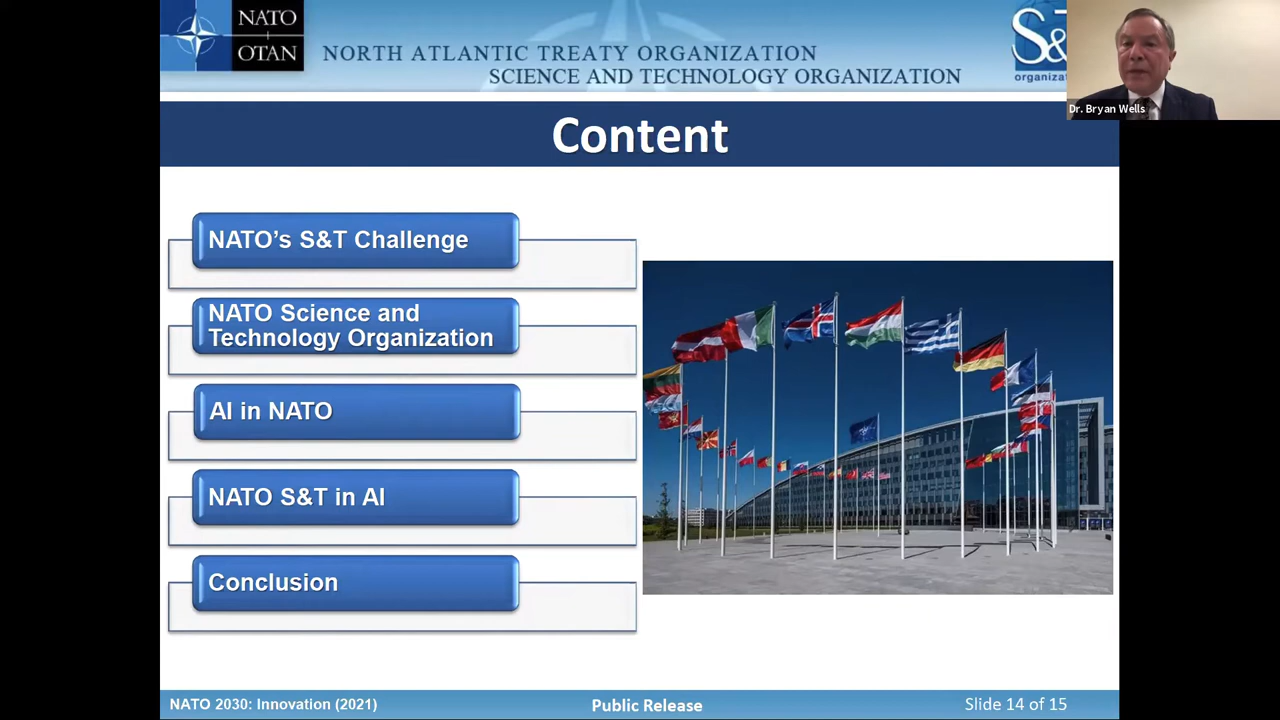 NATO
OTAN
NORTH ATLANTIC TREATY ORGANIZATION
SCIENCE AND TECHNOLOGY ORGANIZATION
S&
Dr. Bryan Wells
Content
NATO’s S&T Challenge
NATO Science and
Technology Organization
AI in NATO
NATO S&T in AI
Conclusion
NATO 2030: Innovation (2021)
Public Release
Slide 14 of 15